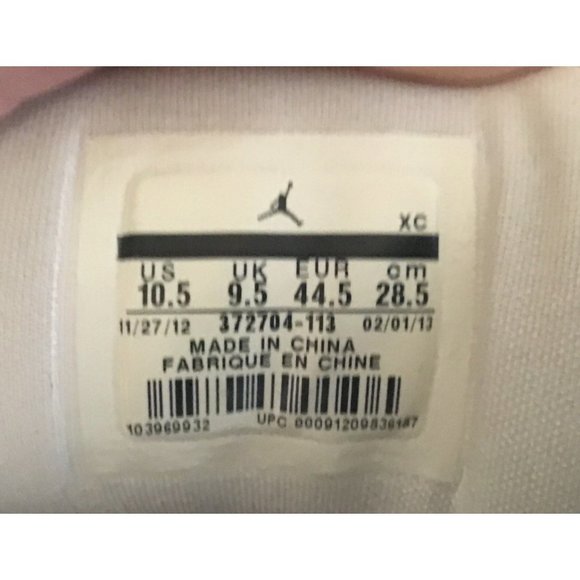 XC
US UK EUR cm
10.5 9.5 44.5 28.5
11/27/12 372704-113 02/01/13
MADE IN CHINA
FABRIQUE EN CHINE
103969932 UPC 00091209836187